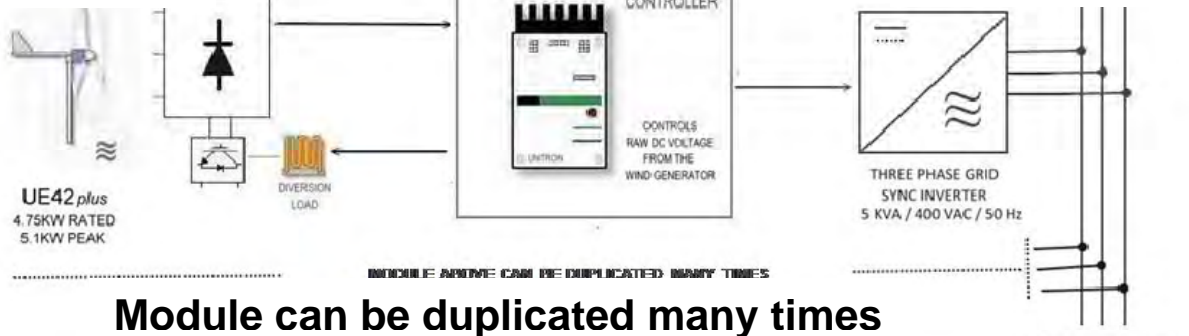 CONTROLLER
UNITRON
CONTROLS
RAW DC VOLTAGE
FROM THE
WIND GENERATOR
DIVERSION
LOAD
UE42 plus
4.75KW RATED
5.1KW PEAK
THREE PHASE GRID
SYNC INVERTER
5 KVA / 400 VAC / 50 Hz
MODULE ABOVE CAN BE DUPLICATED MANY TIMES
Module can be duplicated many times